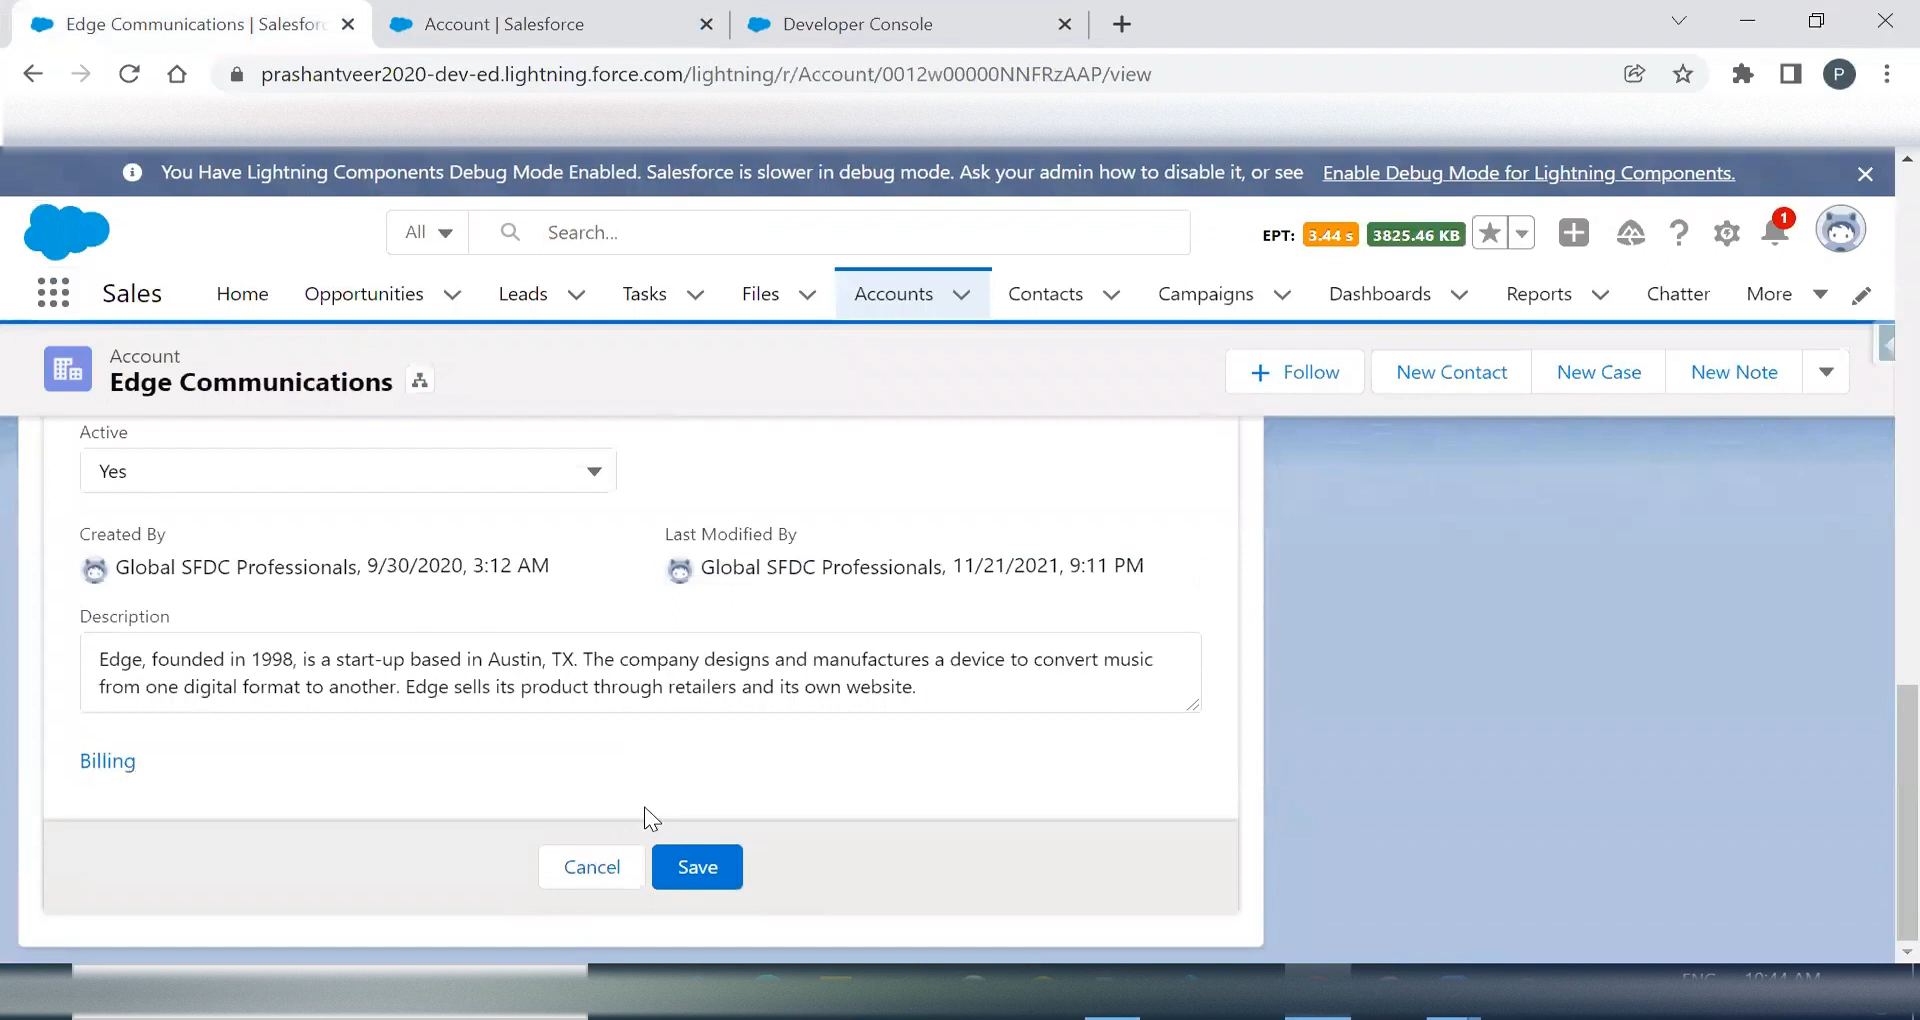 Edge Communications | Salesforc
Account | Salesforce
Developer Console
prashantveer2020-dev-ed.lightning.force.com/lightning/r/Account/0012w00000NNFRzAAP/view
P
You Have Lightning Components Debug Mode Enabled. Salesforce is slower in debug mode. Ask your admin how to disable it, or see Enable Debug Mode for Lightning Components.
All
Search...
EPT: 3.44 s 3825.46 KB
1
Sales Home Opportunities Leads Tasks Files Accounts Contacts Campaigns Dashboards Reports Chatter More
Account
Edge Communications
Follow New Contact New Case New Note
Active
Yes
Created By Last Modified By
Global SFDC Professionals, 9/30/2020, 3:12 AM Global SFDC Professionals, 11/21/2021, 9:11 PM
Description
Edge, founded in 1998, is a start-up based in Austin, TX. The company designs and manufactures a device to convert music
from one digital format to another. Edge sells its product through retailers and its own website.
Billing
Cancel Save
ENG 10:44 AM